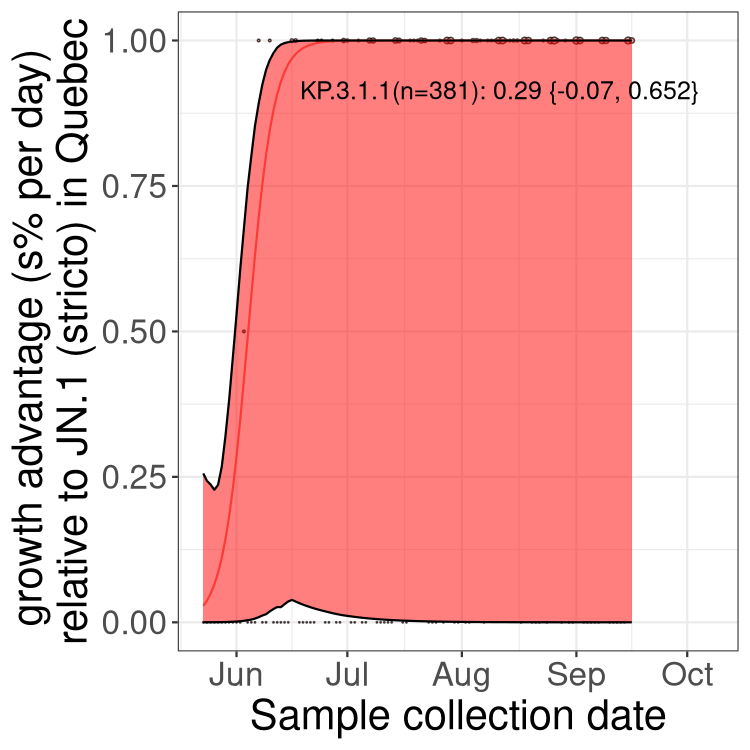 growth advantage (s% per day)
relative to JN.1 (stricto) in Quebec
1.00
0.75
0.50
0.25
0.00
KP.3.1.1(n=381): 0.29 {-0.07, 0.652}
Jun Jul Aug Sep Oct
Sample collection date